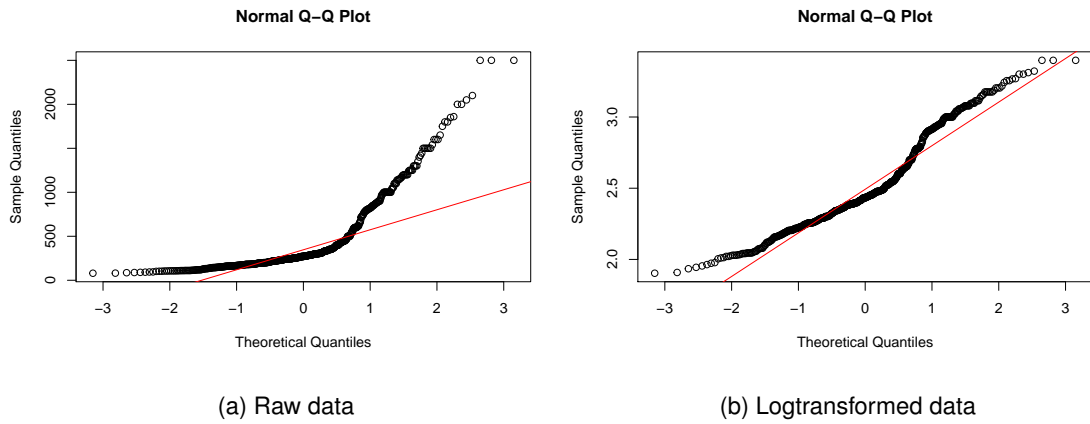 Normal Q−Q Plot
Sample Quantiles
0 500 1000 2000
−3 −2 −1 0 1 2 3
Theoretical Quantiles
(a) Raw data
Normal Q−Q Plot
Sample Quantiles
2.0 2.5 3.0
−3 −2 −1 0 1 2 3
Theoretical Quantiles
(b) Logtransformed data